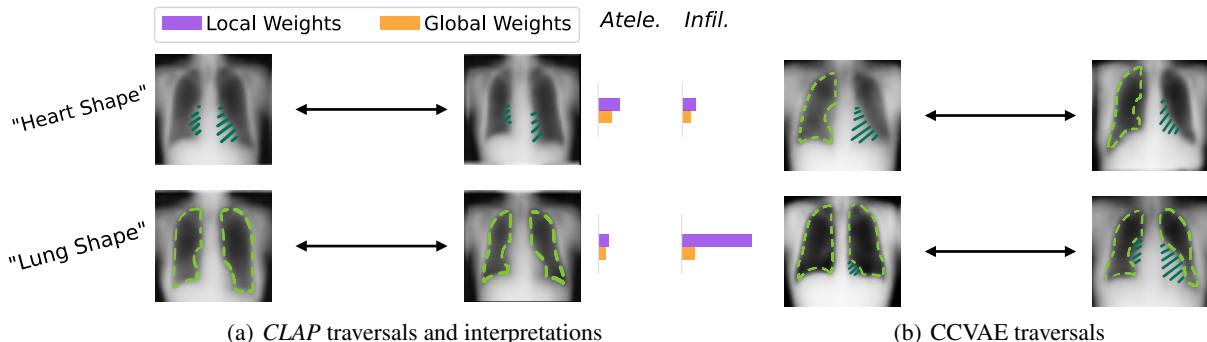 Local Weights Global Weights Atele. Infil.
"Heart Shape"
"Lung Shape"
(a) CLAP traversals and interpretations
(b) CCVAE traversals